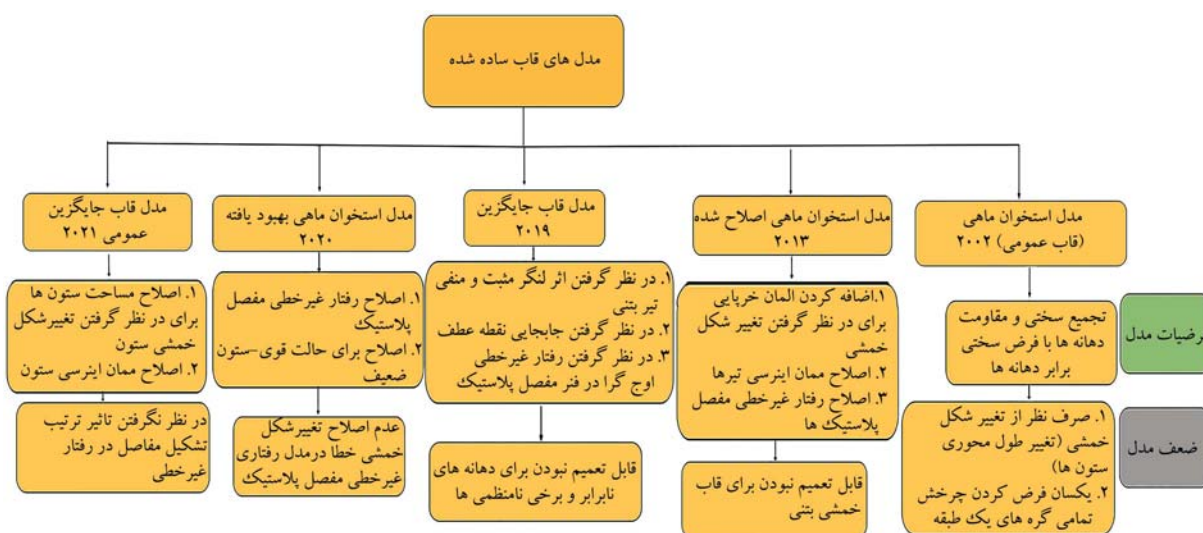 مدل های قاب ساده شده
مدل استخوان ماهی
(قاب عمومی) ۲۰۰۲
مدل استخوان ماهی اصلاح شده
۲۰۱۳
مدل قاب جایگزین
۲۰۱۹
مدل استخوان ماهی بهبود یافته
۲۰۲۰
مدل قاب جایگزین
عمومی ۲۰۲۱
رضیات مدل
تجمیع سختی و مقاومت
دهانه ها با فرض سختی
برابر دهانه ها
۱.اضافه کردن المان خرپایی
برای در نظر گرفتن تغییر شکل
خمشی
۲. اصلاح ممان اینرسی تیرها
۳. اصلاح رفتار غیرخطی مفصل
پلاستیک ها
۱. در نظر گرفتن اثر لنگر مثبت و منفی
تیر بتنی
۲. در نظر گرفتن جابجایی نقطه عطف
۳. در نظر گرفتن رفتار غیرخطی
اوج گرا در فنر مفصل پلاستیک
۱. اصلاح رفتار غیرخطی مفصل
پلاستیک
۲. اصلاح برای حالت قوی-ستون
ضعیف
۱. اصلاح مساحت ستون ها
برای در نظر گرفتن تغییرشکل
خمشی ستون
۲. اصلاح ممان اینرسی ستون
ضعف مدل
۱. صرف نظر از تغییر شکل
خمشی (تغییر طول محوری
ستون ها)
۲. یکسان فرض کردن چرخش
تمامی گره های یک طبقه
قابل تعمیم نبودن برای قاب
خمشی بتنی
قابل تعمیم نبودن برای دهانه های
نابرابر و برخی نامنظمی ها
عدم اصلاح تغییرشکل
خمشی خطا درمدل رفتاری
غیرخطی مفصل پلاستیک
در نظر نگرفتن تاثیر ترتیب
تشکیل مفاصل در رفتار
غیرخطی